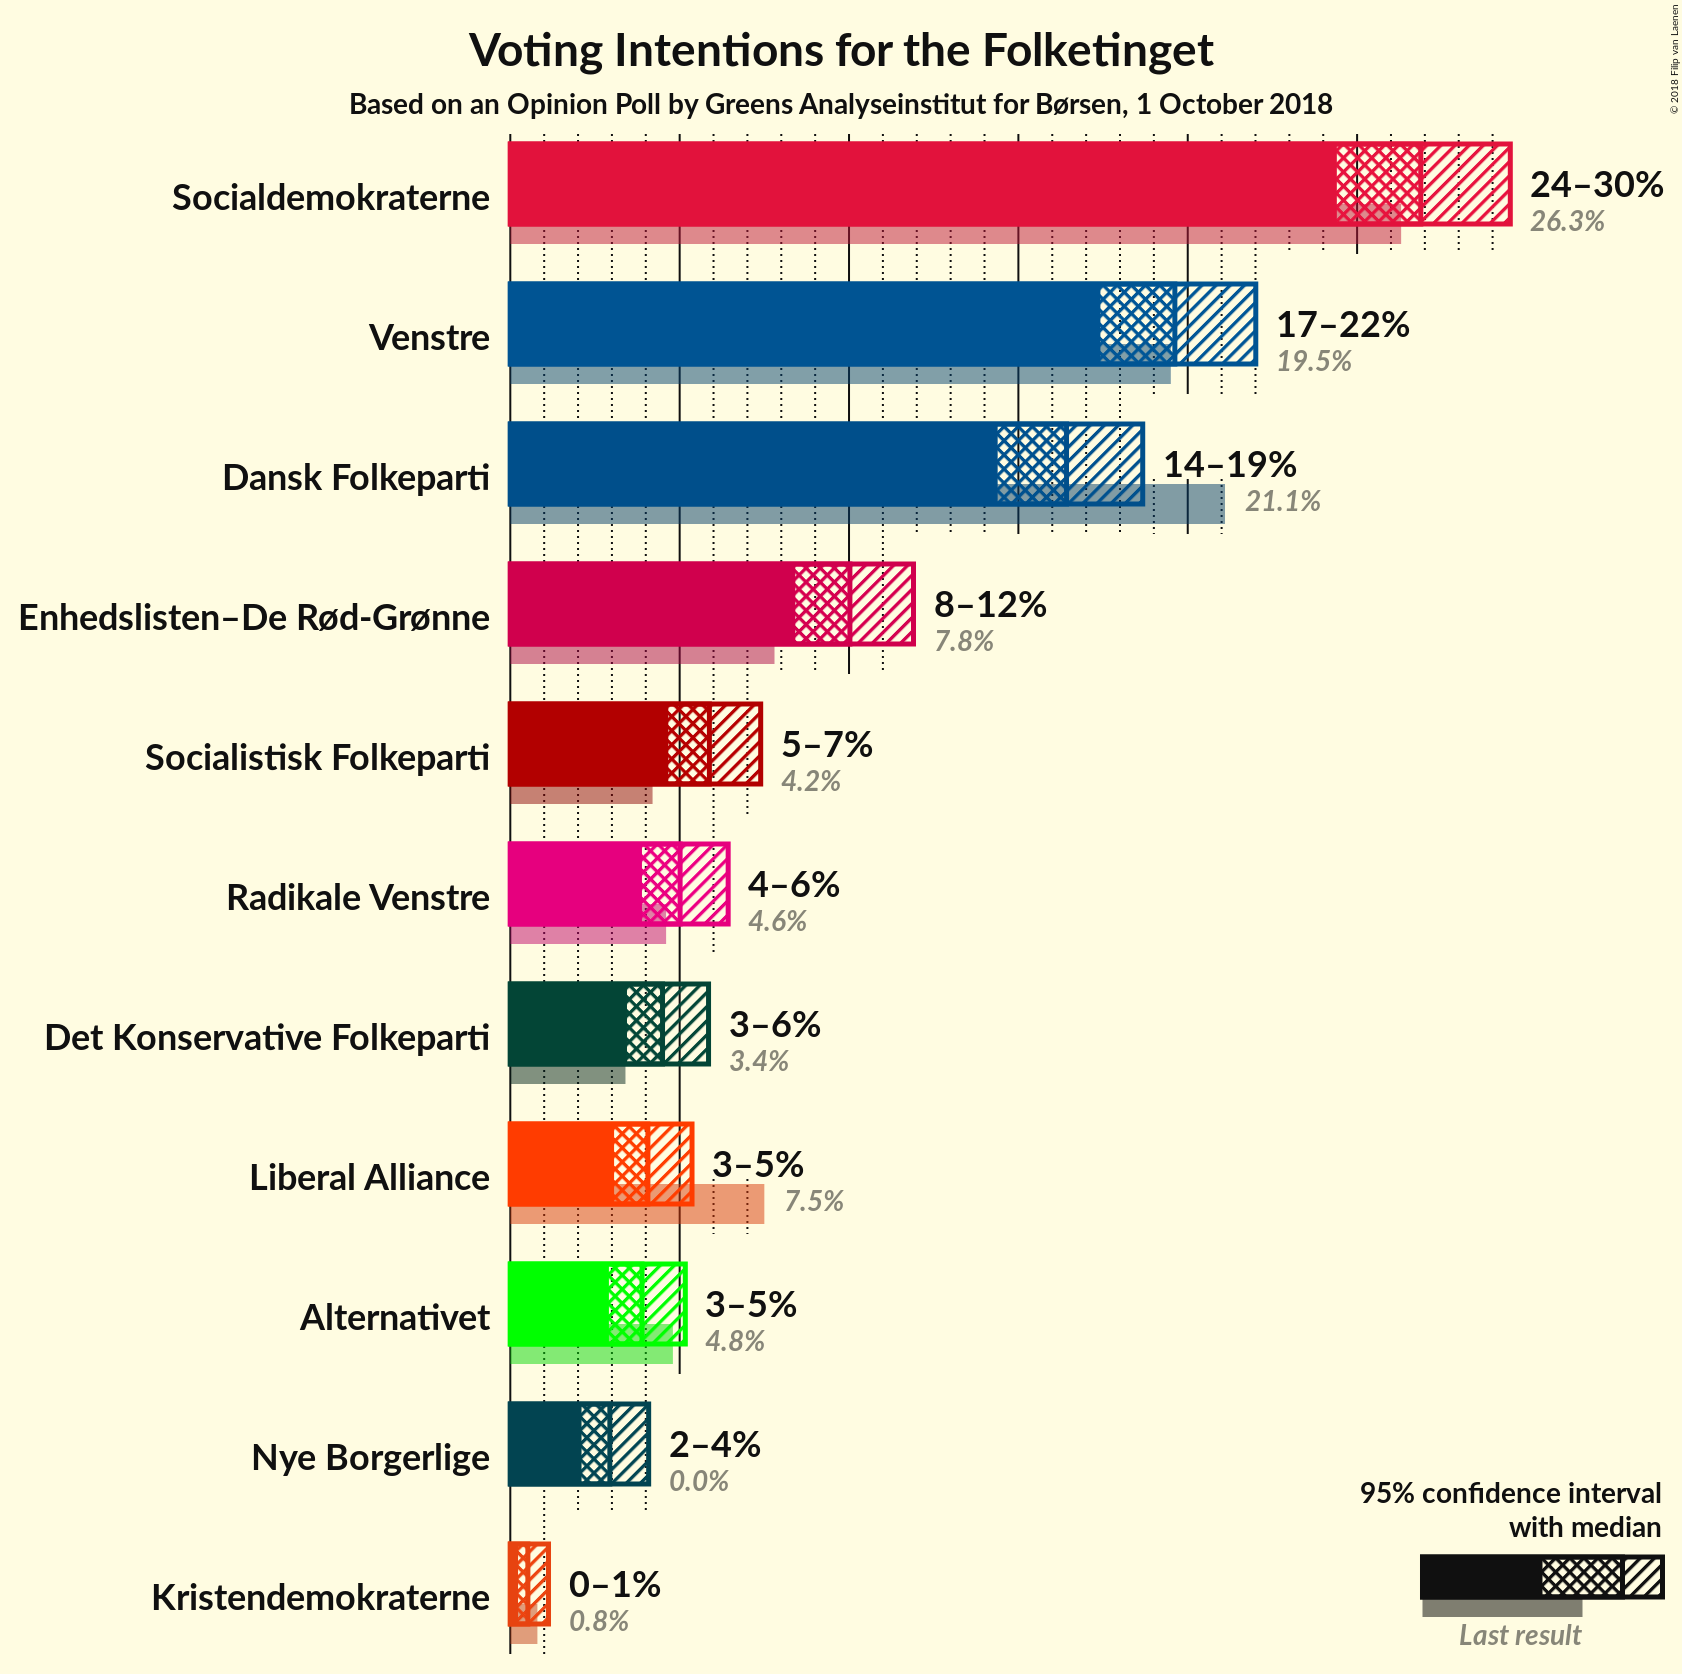 Voting Intentions for the Folketinget
Based on an Opinion Poll by Greens Analyseinstitut for Børsen, 1 October 2018
© 2018 Filip van Laenen
Socialdemokraterne
24–30%
26.3%
Venstre
17–22%
19.5%
Dansk Folkeparti
14–19%
21.1%
Enhedslisten–De Rød-Grønne
8–12%
7.8%
Socialistisk Folkeparti
5–7%
4.2%
Radikale Venstre
4–6%
4.6%
Det Konservative Folkeparti
3–6%
3.4%
Liberal Alliance
3–5%
7.5%
Alternativet
3–5%
4.8%
Nye Borgerlige
2–4%
0.0%
Kristendemokraterne
0–1%
0.8%
95% confidence interval
with median
Last result